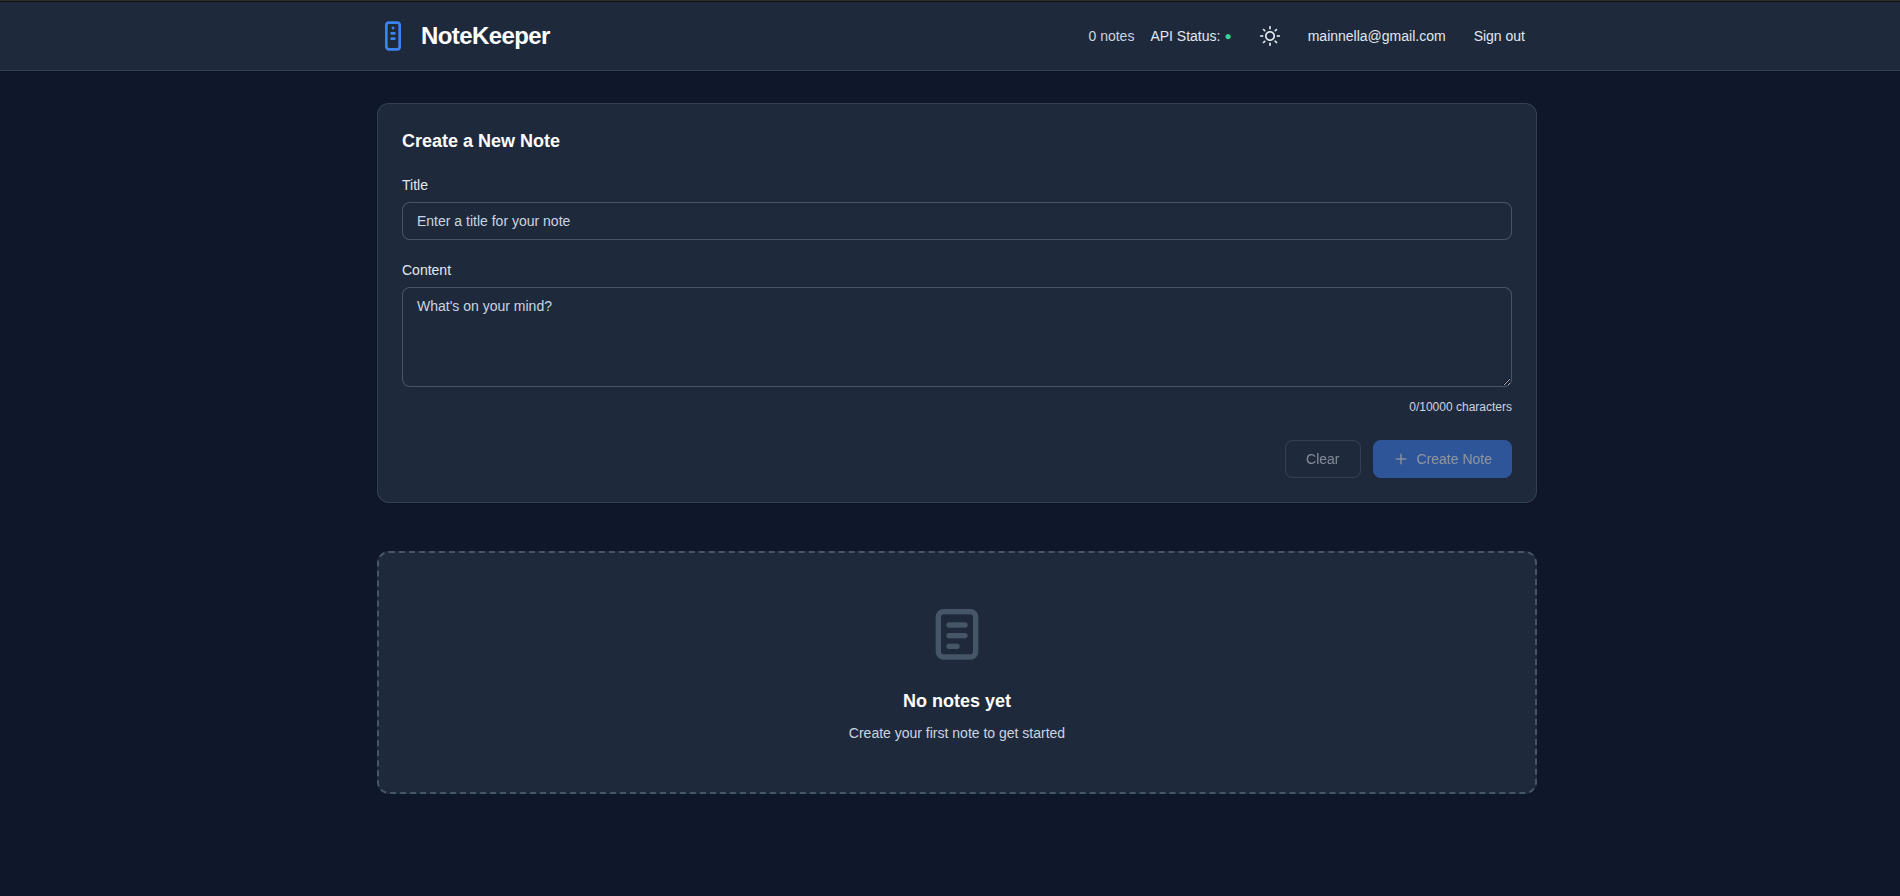 NoteKeeper
0 notes
API Status:
mainnella@gmail.com
Sign out
Create a New Note
Title
Enter a title for your note
Content
What's on your mind?
0/10000 characters
Clear
Create Note
No notes yet
Create your first note to get started